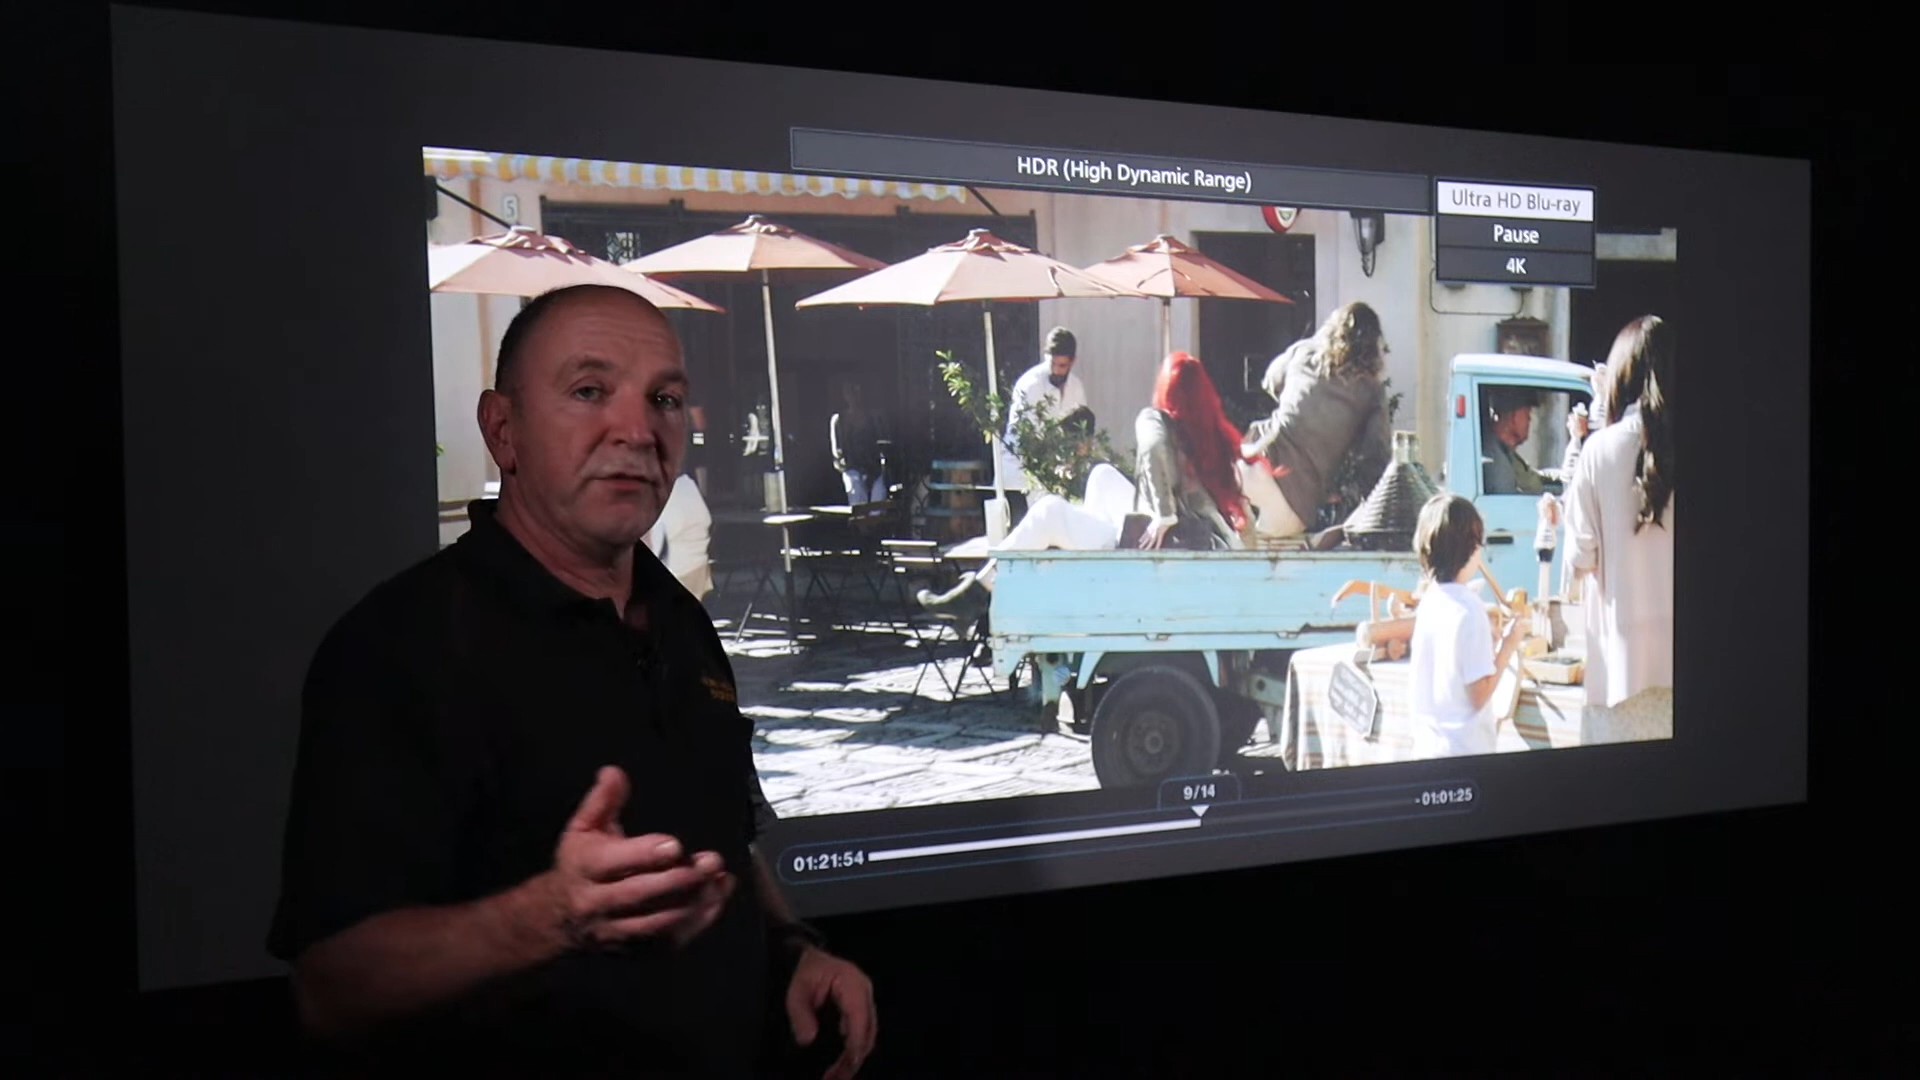 HDR (High Dynamic Range)
Ultra HD Blu-ray
Pause
4K
5
9/14
01:21:54
-01:01:25